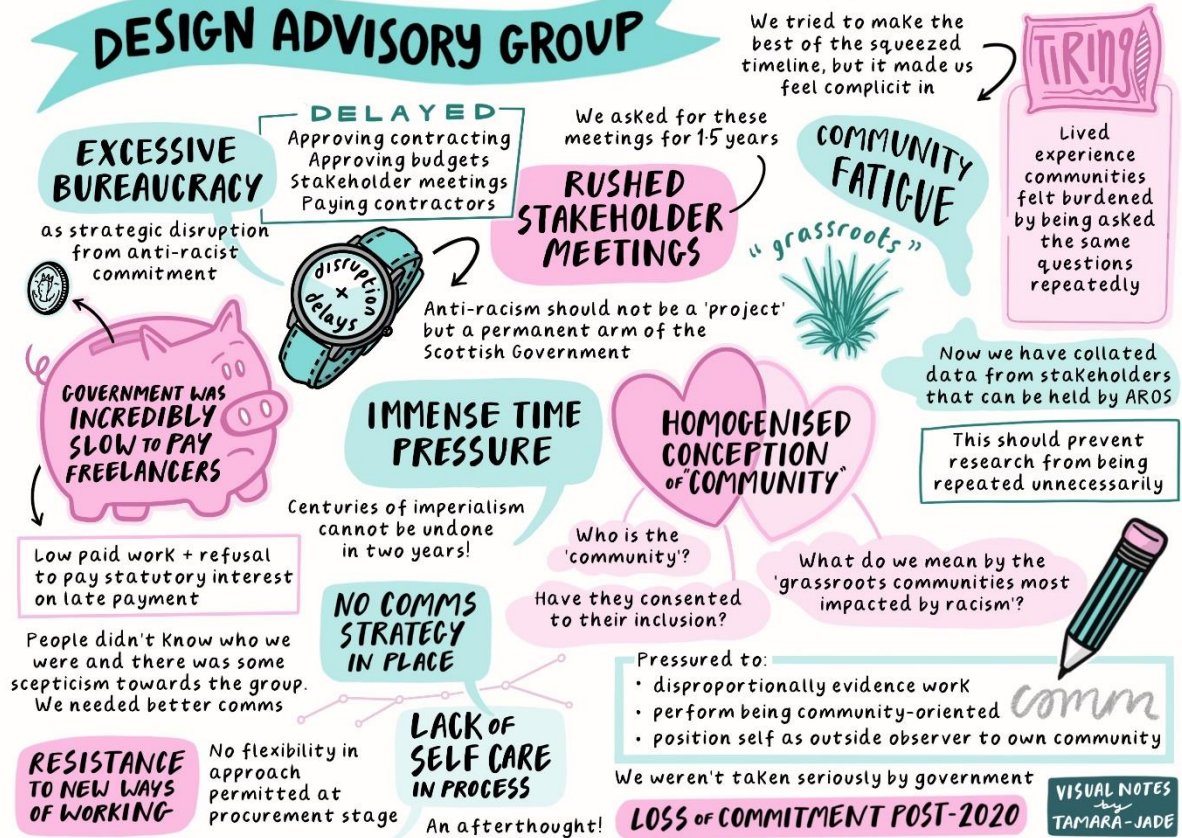 DESIGN ADVISORY GROUP
EXCESSIVE
BUREAUCRACY
as strategic disruption
from anti-racist
commitment
DELAYED
Approving contracting
Approving budgets
Stakeholder meetings
Paying contractors
disruption
x
delays
We asked for these
meetings for 1.5 years
RUSHED
STAKEHOLDER
MEETINGS
Anti-racism should not be a 'project'
but a permanent arm of the
Scottish Government
We tried to make the
best of the squeezed
timeline, but it made us
feel complicit in
COMMUNITY
FATIGUE
"grassroots"
TIRING
Lived
experience
communities
felt burdened
by being asked
the same
questions
repeatedly
Now we have collated
data from stakeholders
that can be held by AROS
This should prevent
research from being
repeated unnecessarily
GOVERNMENT WAS
INCREDIBLY
SLOW TO PAY
FREELANCERS
Low paid work + refusal
to pay statutory interest
on late payment
IMMENSE TIME
PRESSURE
Centuries of imperialism
cannot be undone
in two years!
HOMOGENISED
CONCEPTION
OF "COMMUNITY"
Who is the
'community'?
Have they consented
to their inclusion?
What do we mean by the
'grassroots communities most
impacted by racism'?
NO COMMS
STRATEGY
IN PLACE
People didn't know who we
were and there was some
scepticism towards the group.
We needed better comms
RESISTANCE
TO NEW WAYS
OF WORKING
No flexibility in
approach
permitted at
procurement stage
LACK OF
SELF CARE
IN PROCESS
An afterthought!
Pressured to:
• disproportionally evidence work
• perform being community-oriented
• position self as outside observer to own community
comm
We weren't taken seriously by government
LOSS OF COMMITMENT POST-2020
VISUAL NOTES
by
TAMARA-JADE